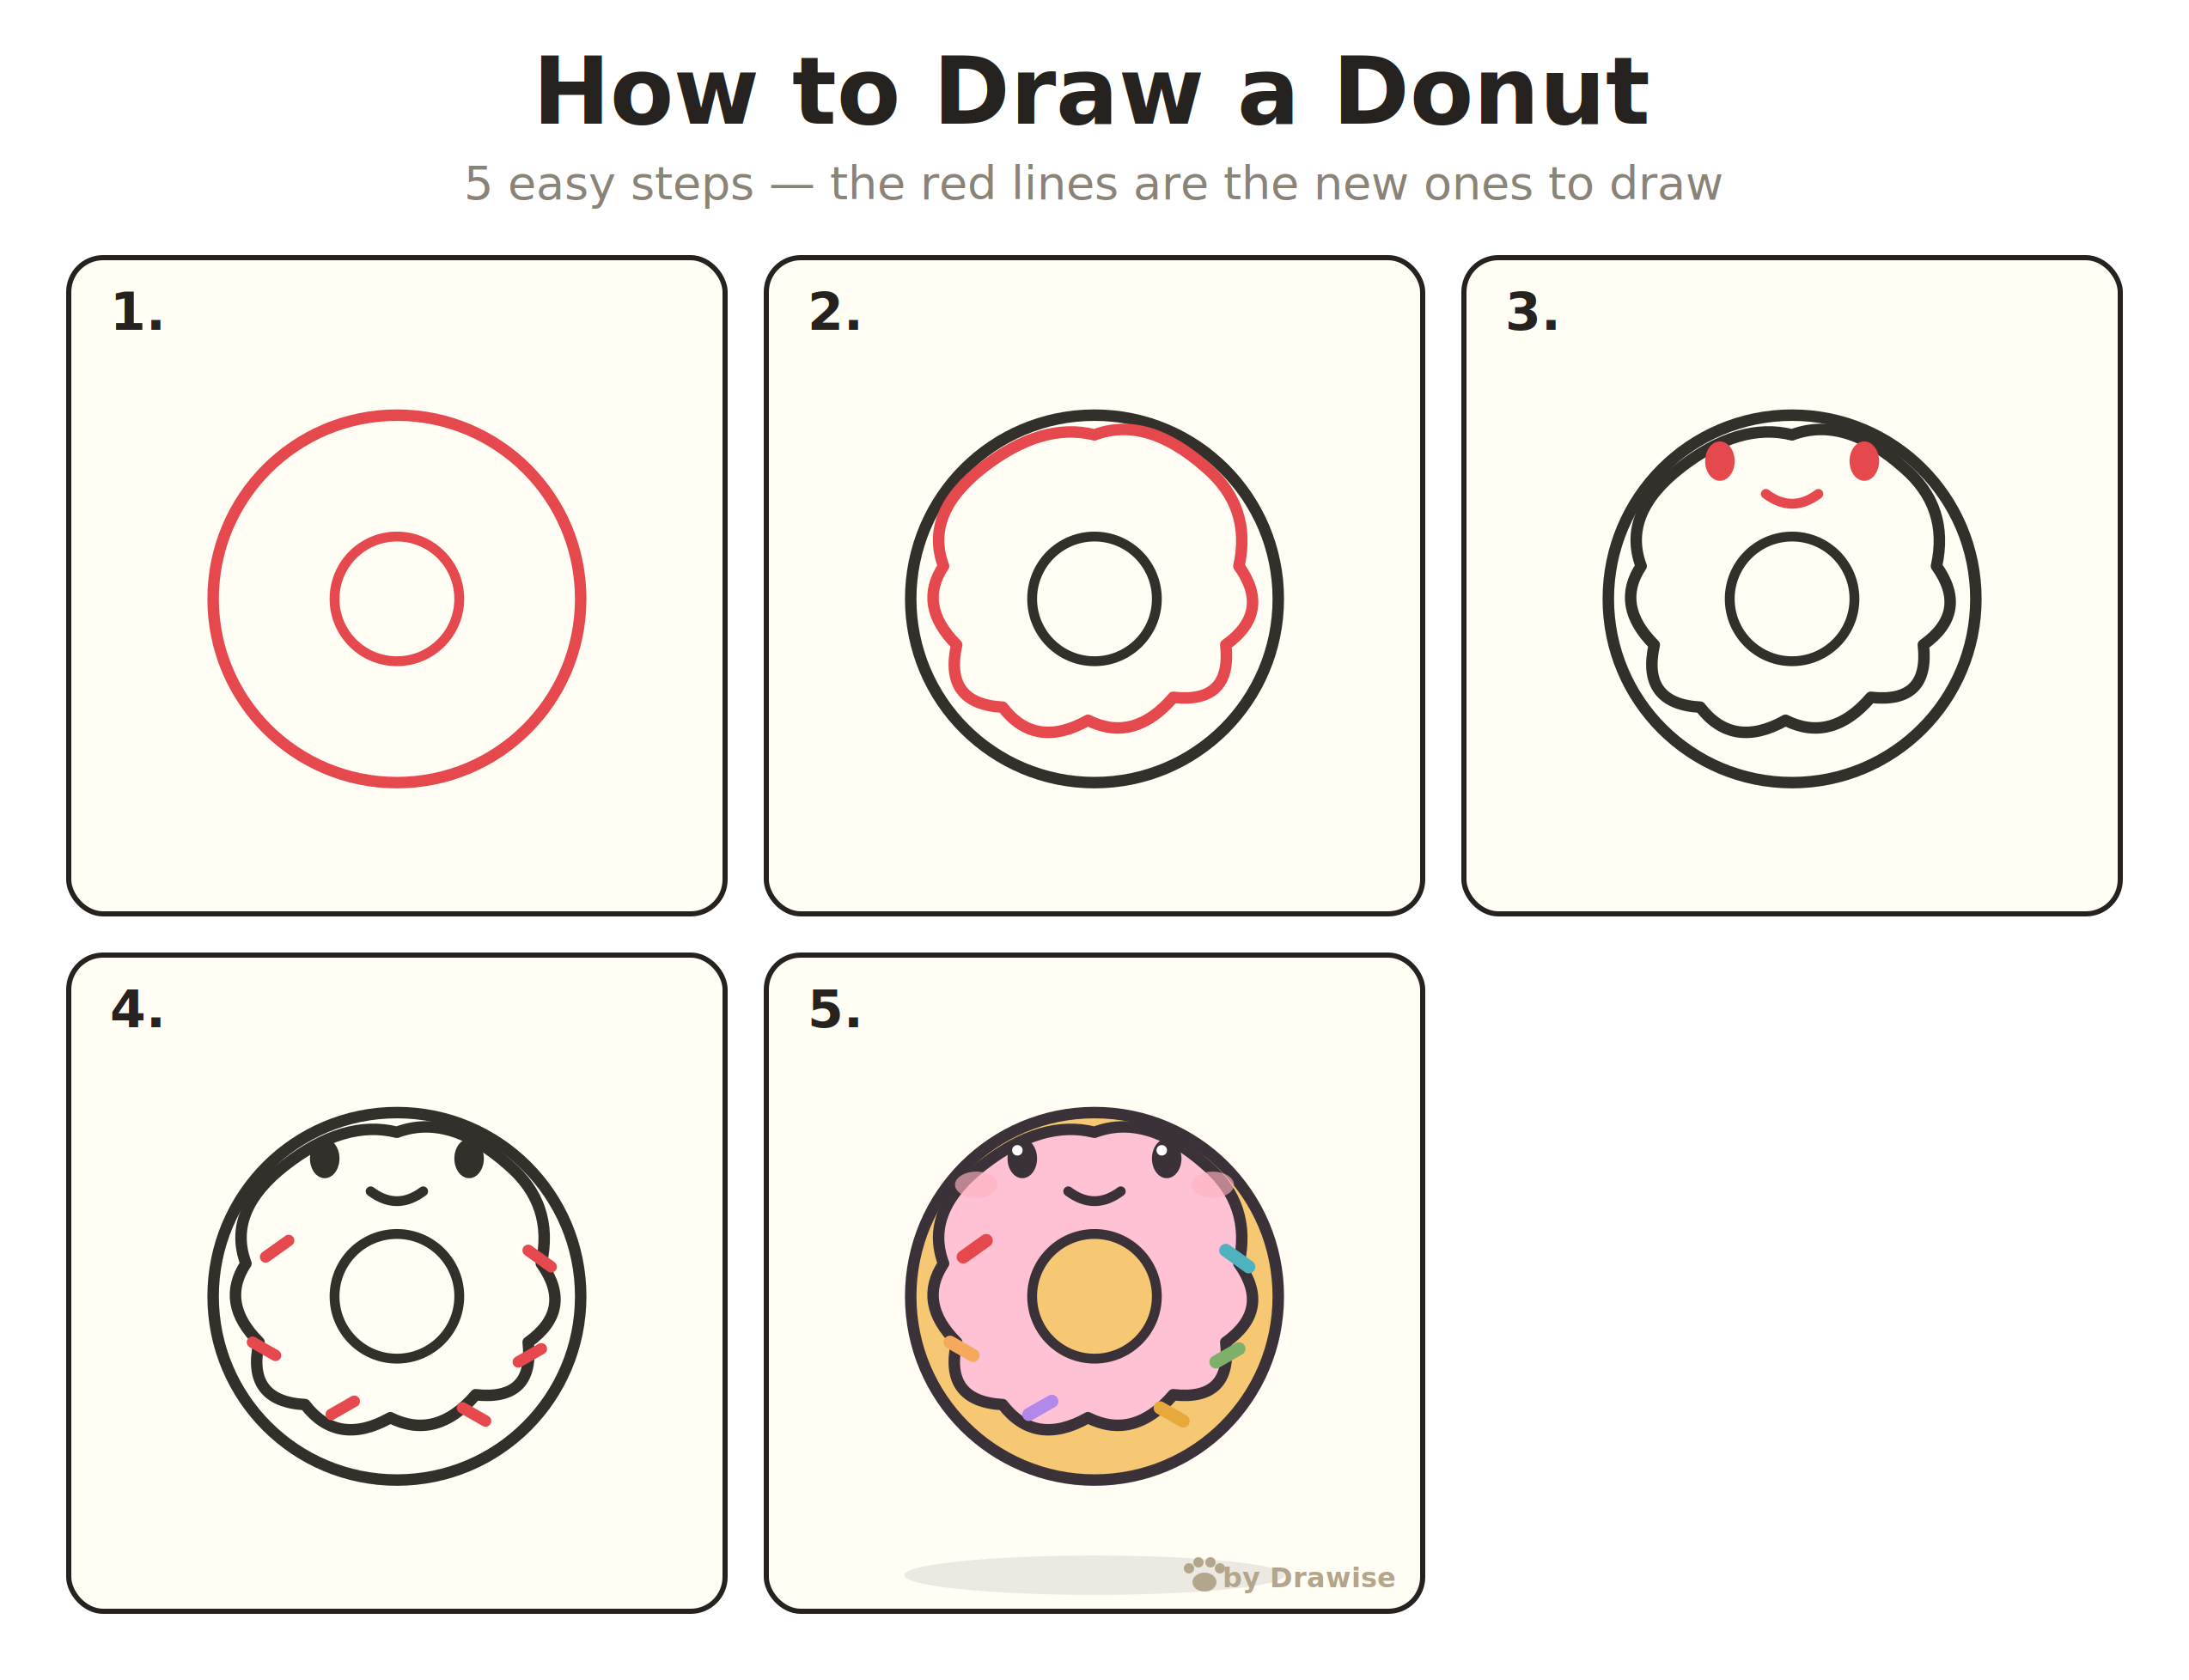 How to Draw a Donut
5 easy steps — the red lines are the new ones to draw
1.
2.
3.
4.
5.
by Drawise